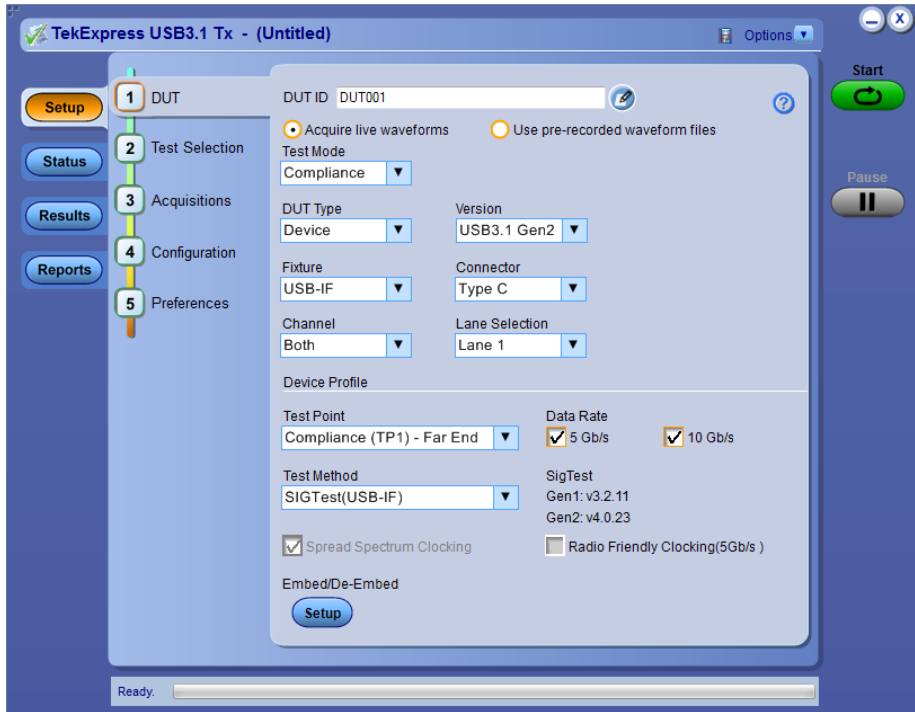 TekExpress USB3.1 Tx - (Untitled)
Options
Start
Pause
Setup
Status
Results
Reports
1 DUT
2 Test Selection
3 Acquisitions
4 Configuration
5 Preferences
DUT ID DUT001
Acquire live waveforms Use pre-recorded waveform files
Test Mode
Compliance
DUT Type Version
Device USB3.1 Gen2
Fixture Connector
USB-IF Type C
Channel Lane Selection
Both Lane 1
Device Profile
Test Point Data Rate
Compliance (TP1) - Far End 5 Gb/s 10 Gb/s
Test Method SigTest
SIGTest(USB-IF) Gen1: v3.2.11
Gen2: v4.0.23
Spread Spectrum Clocking Radio Friendly Clocking(5Gb/s )
Embed/De-Embed
Setup
Ready.